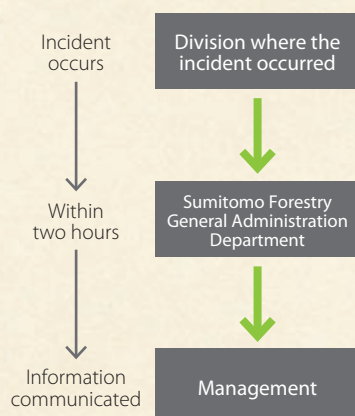 Incident
occurs
Division where the
incident occurred
Within
two hours
Sumitomo Forestry
General Administration
Department
Information
communicated
Management